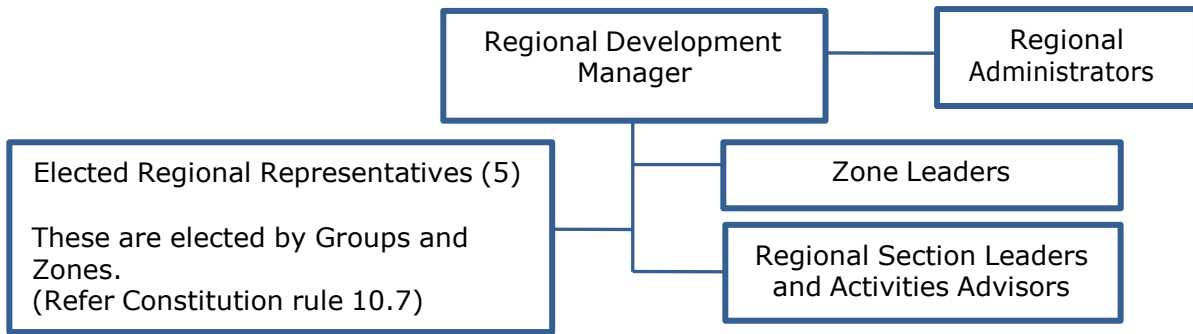 Regional Development
Manager
Regional
Administrators
Elected Regional Representatives (5)
These are elected by Groups and
Zones.
(Refer Constitution rule 10.7)
Zone Leaders
Regional Section Leaders
and Activities Advisors